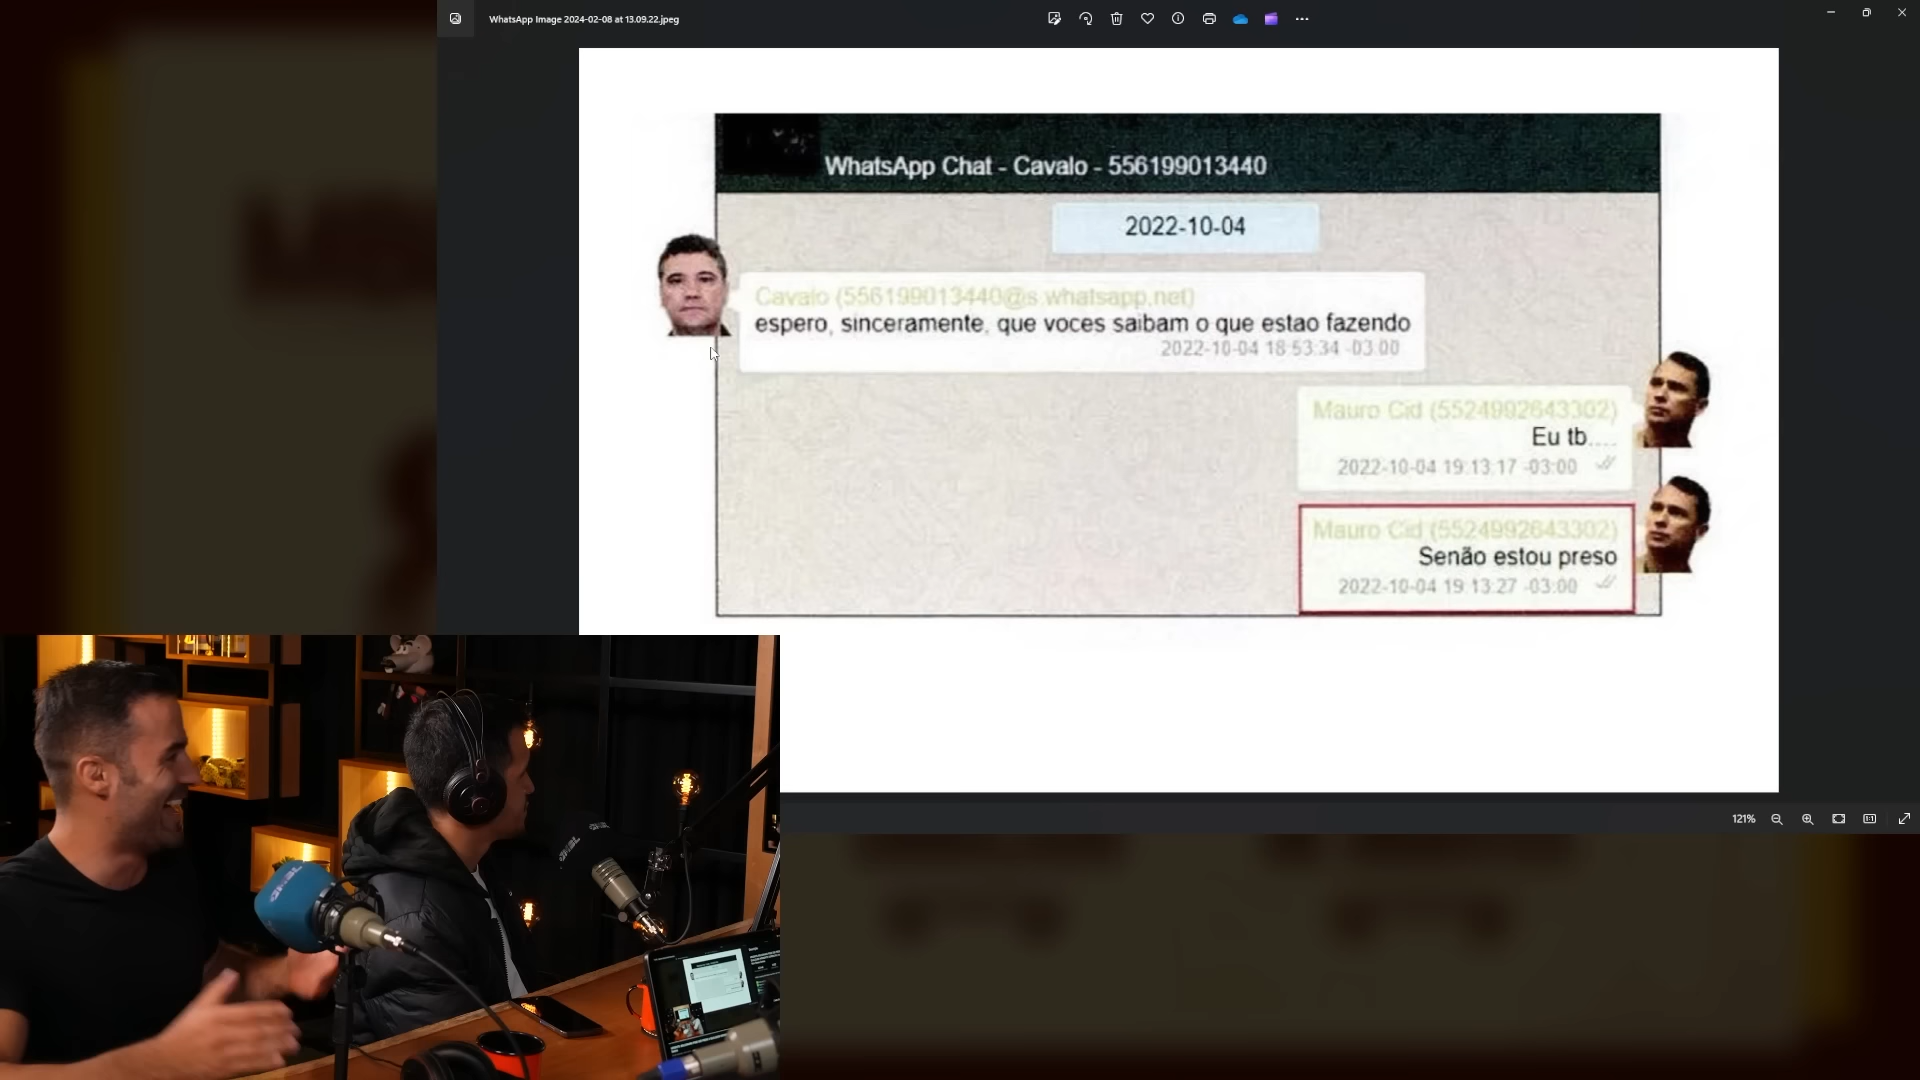 WhatsApp Image 2024-02-08 at 13.09.22.jpeg
WhatsApp Chat - Cavalo - 556199013440
2022-10-04
Cavalo (556199013440@s.whatsapp.net)
espero, sinceramente, que voces saibam o que estao fazendo
2022-10-04 18:53:34 -03:00
Mauro Cid (5524992643302)
Eu tb....
2022-10-04 19:13:17 -03:00
Mauro Cid (5524992643302)
Senão estou preso
2022-10-04 19:13:27 -03:00
121%